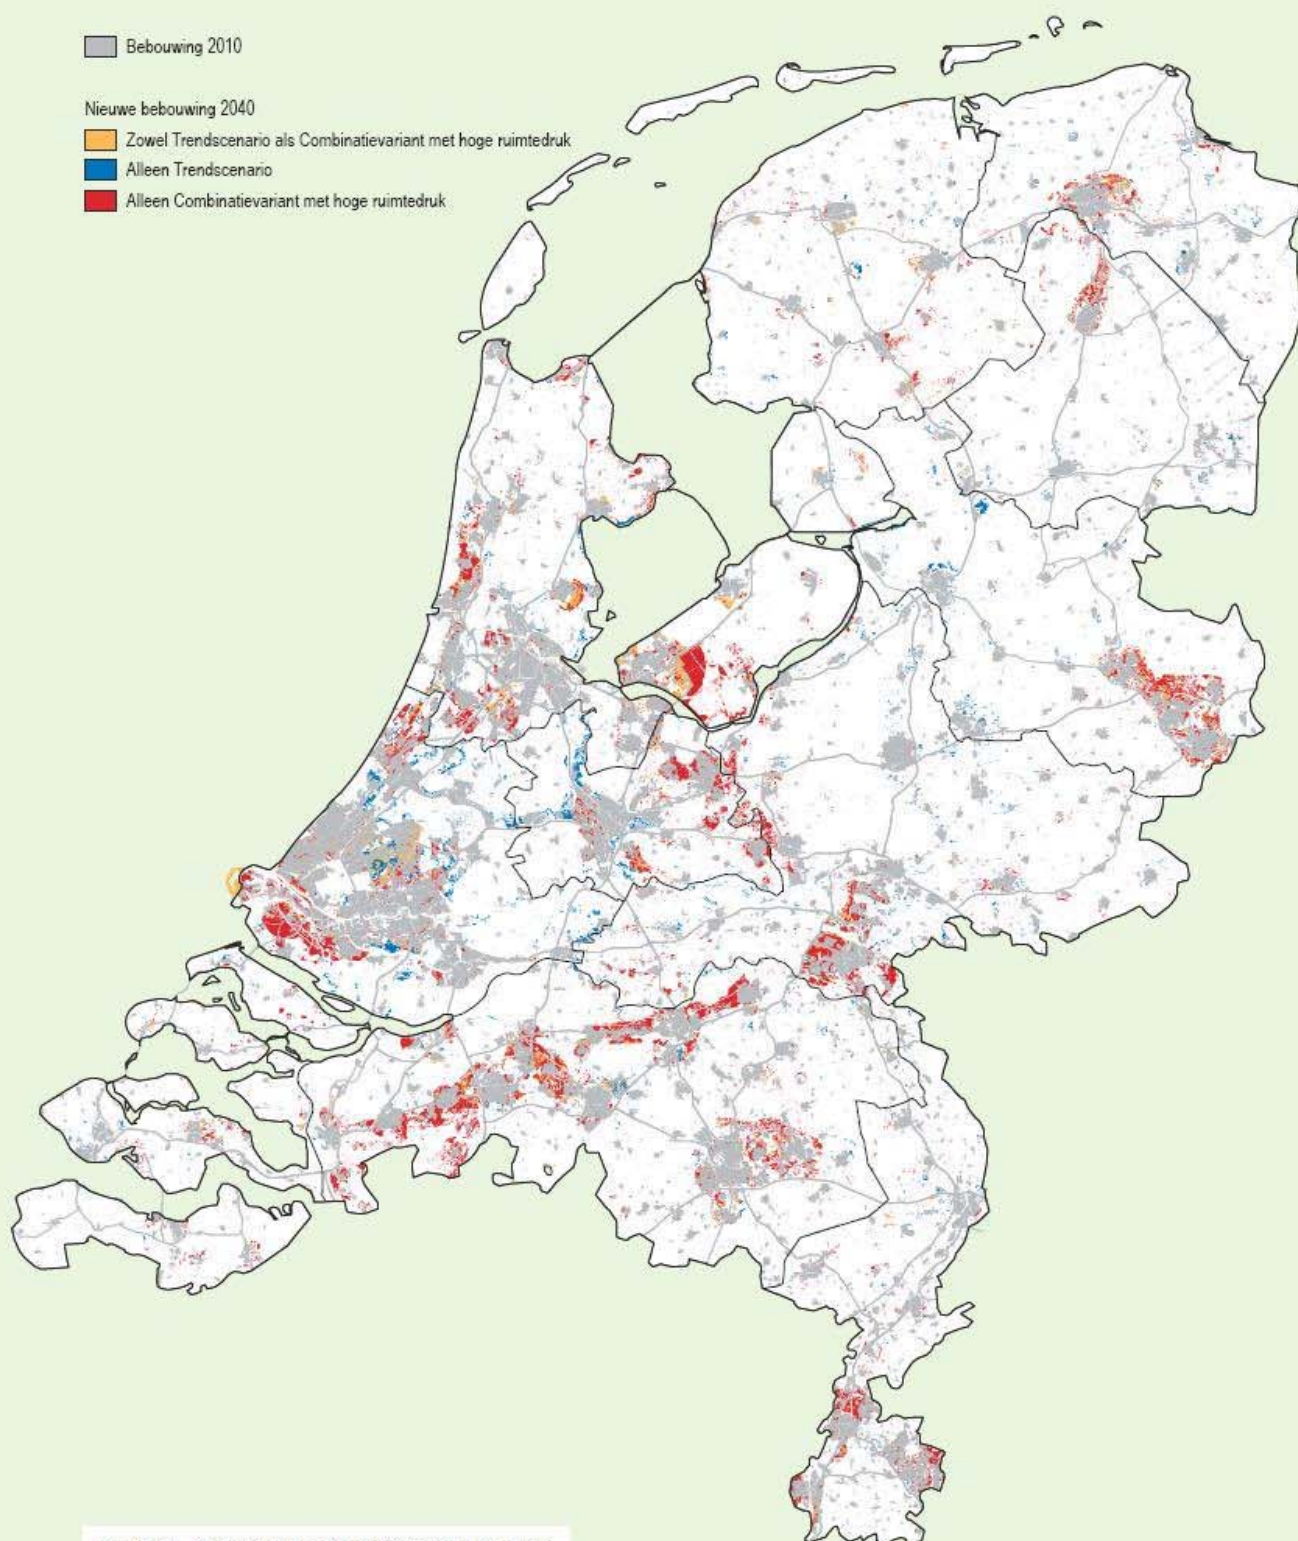 Bebouwing 2010
Nieuwe bebouwing 2040
Zowel Trendscenario als Combinatievariant met hoge ruimtedruk
Alleen Trendscenario
Alleen Combinatievariant met hoge ruimtedruk